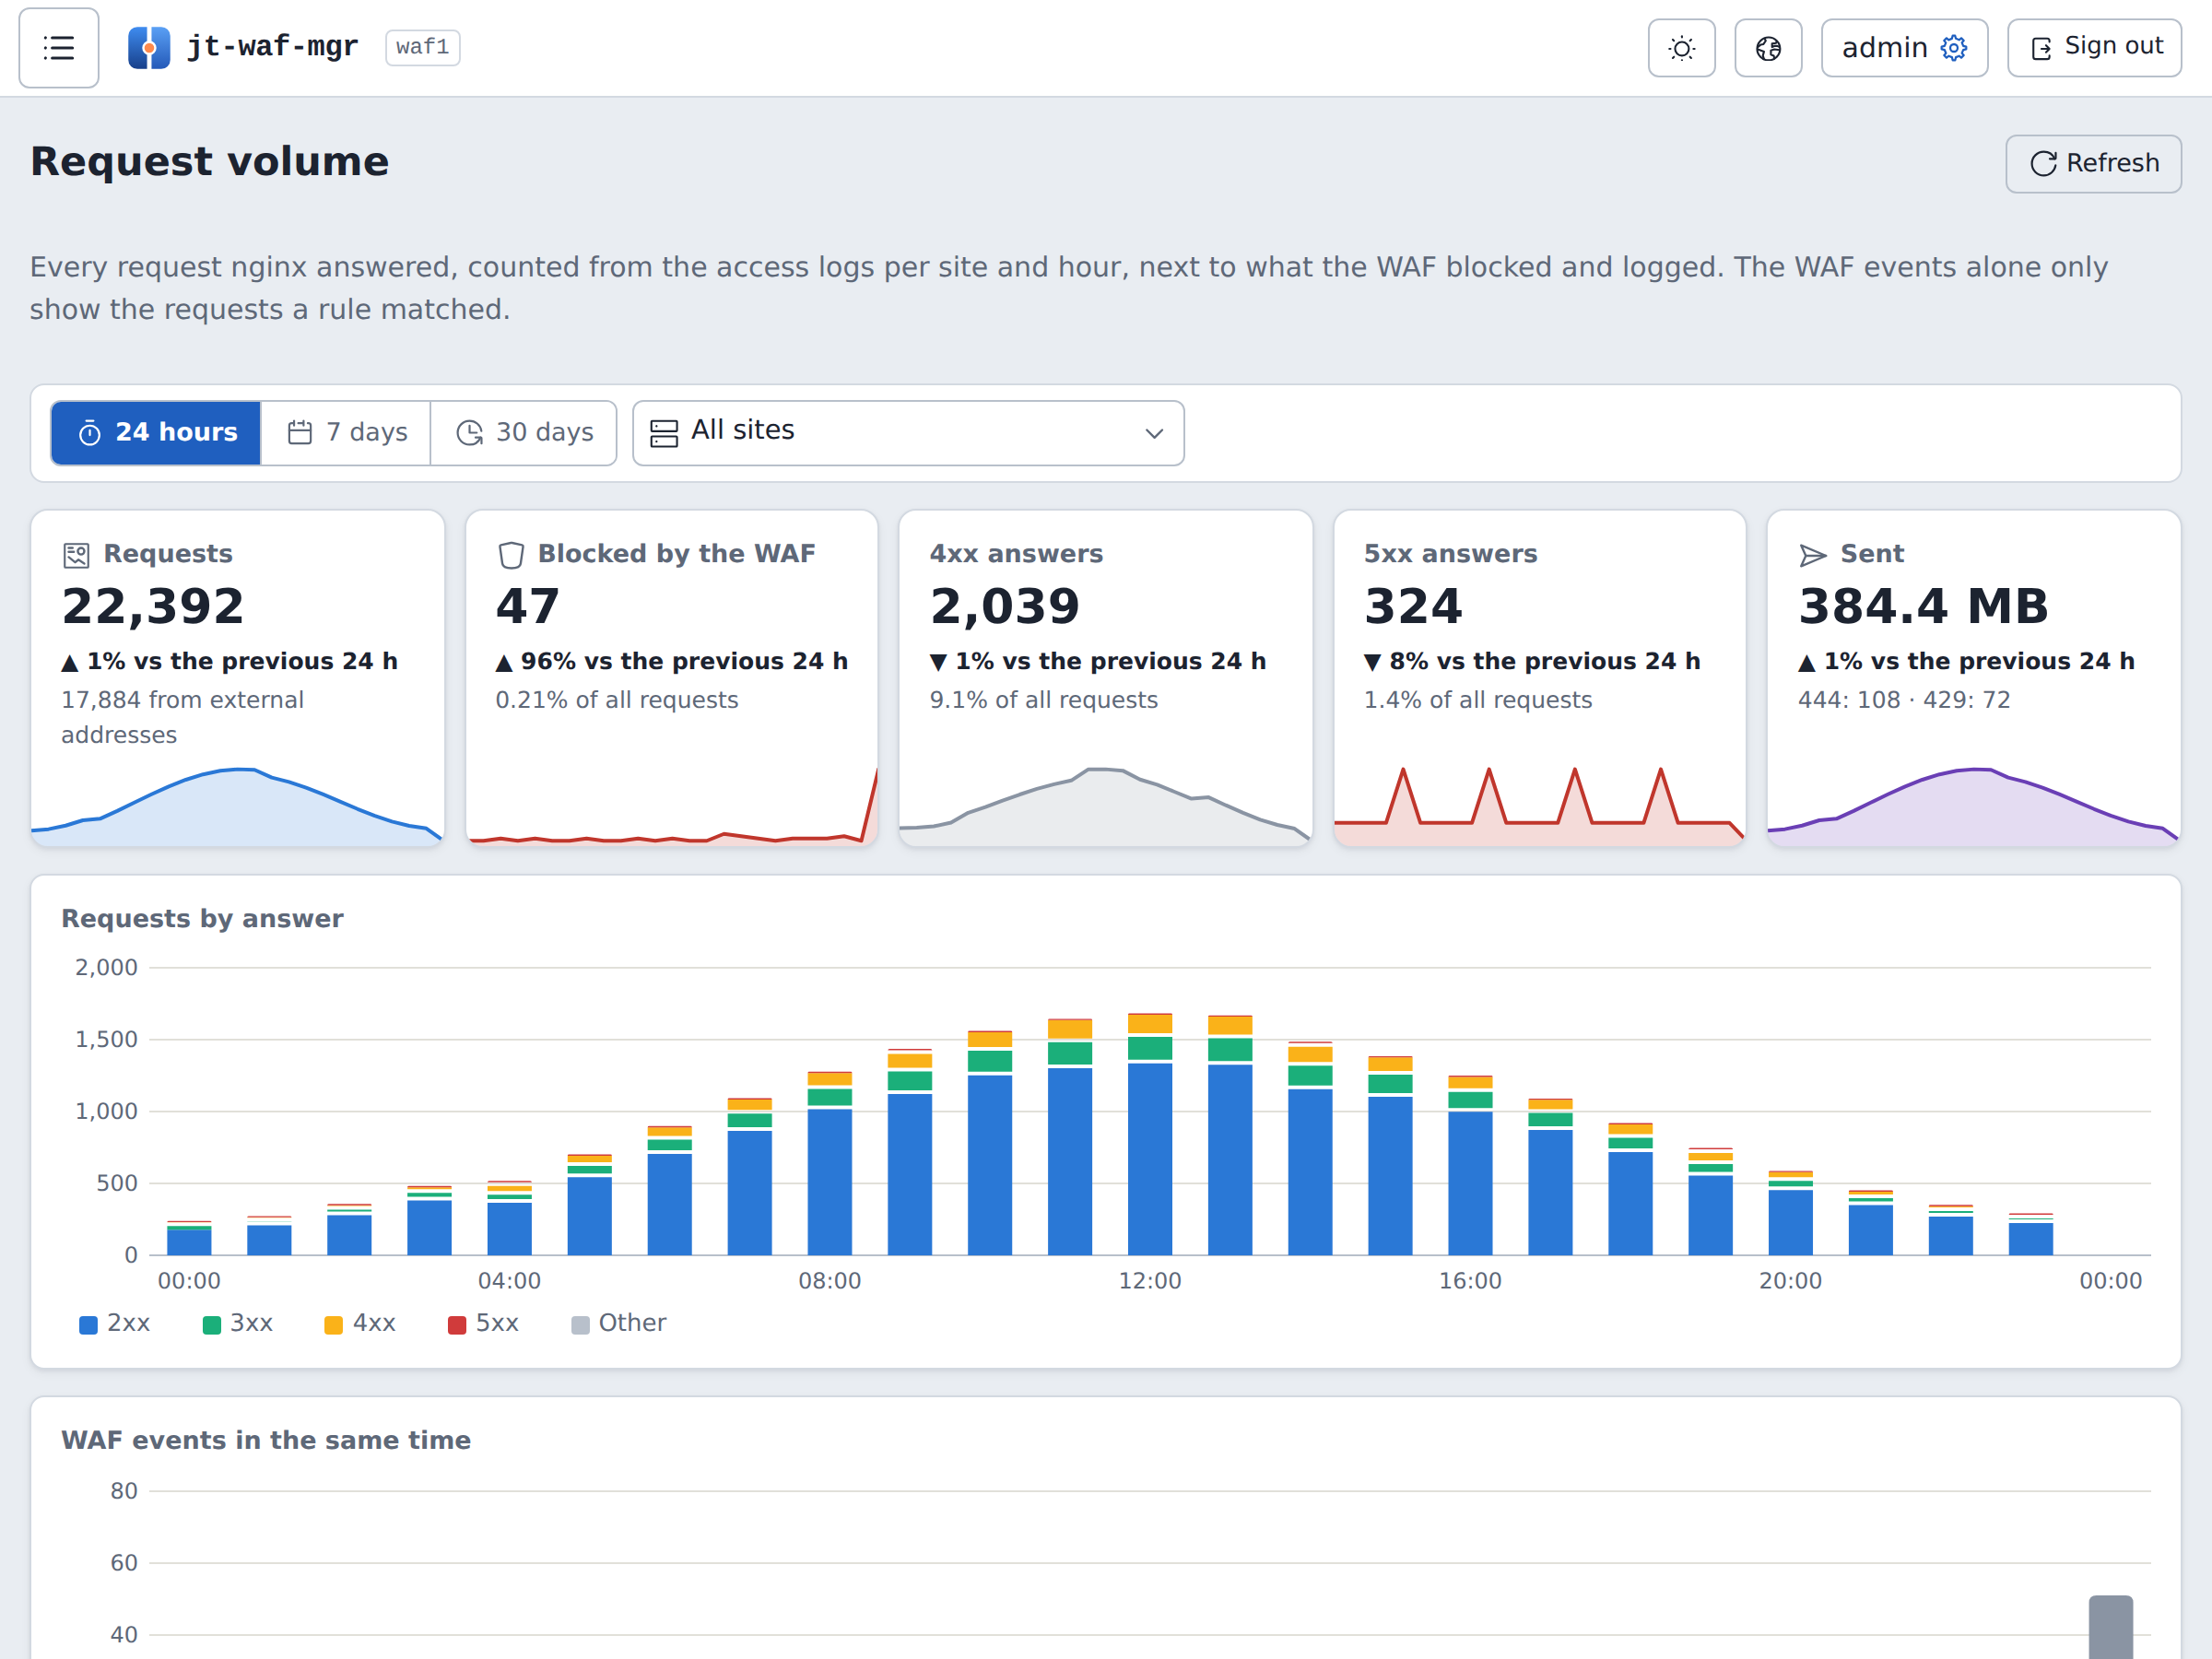 jt-waf-mgr
waf1
admin
Sign out
Request volume
Refresh
Every request nginx answered, counted from the access logs per site and hour, next to what the WAF blocked and logged. The WAF events alone only
show the requests a rule matched.
24 hours
7 days
30 days
All sites
Requests
22,392
▲ 1% vs the previous 24 h
17,884 from external
addresses
Blocked by the WAF
47
▲ 96% vs the previous 24 h
0.21% of all requests
4xx answers
2,039
▼ 1% vs the previous 24 h
9.1% of all requests
5xx answers
324
▼ 8% vs the previous 24 h
1.4% of all requests
Sent
384.4 MB
▲ 1% vs the previous 24 h
444: 108 · 429: 72
Requests by answer
2,000
1,500
1,000
500
0
00:00 04:00 08:00 12:00 16:00 20:00 00:00
2xx 3xx 4xx 5xx Other
WAF events in the same time
80
60
40